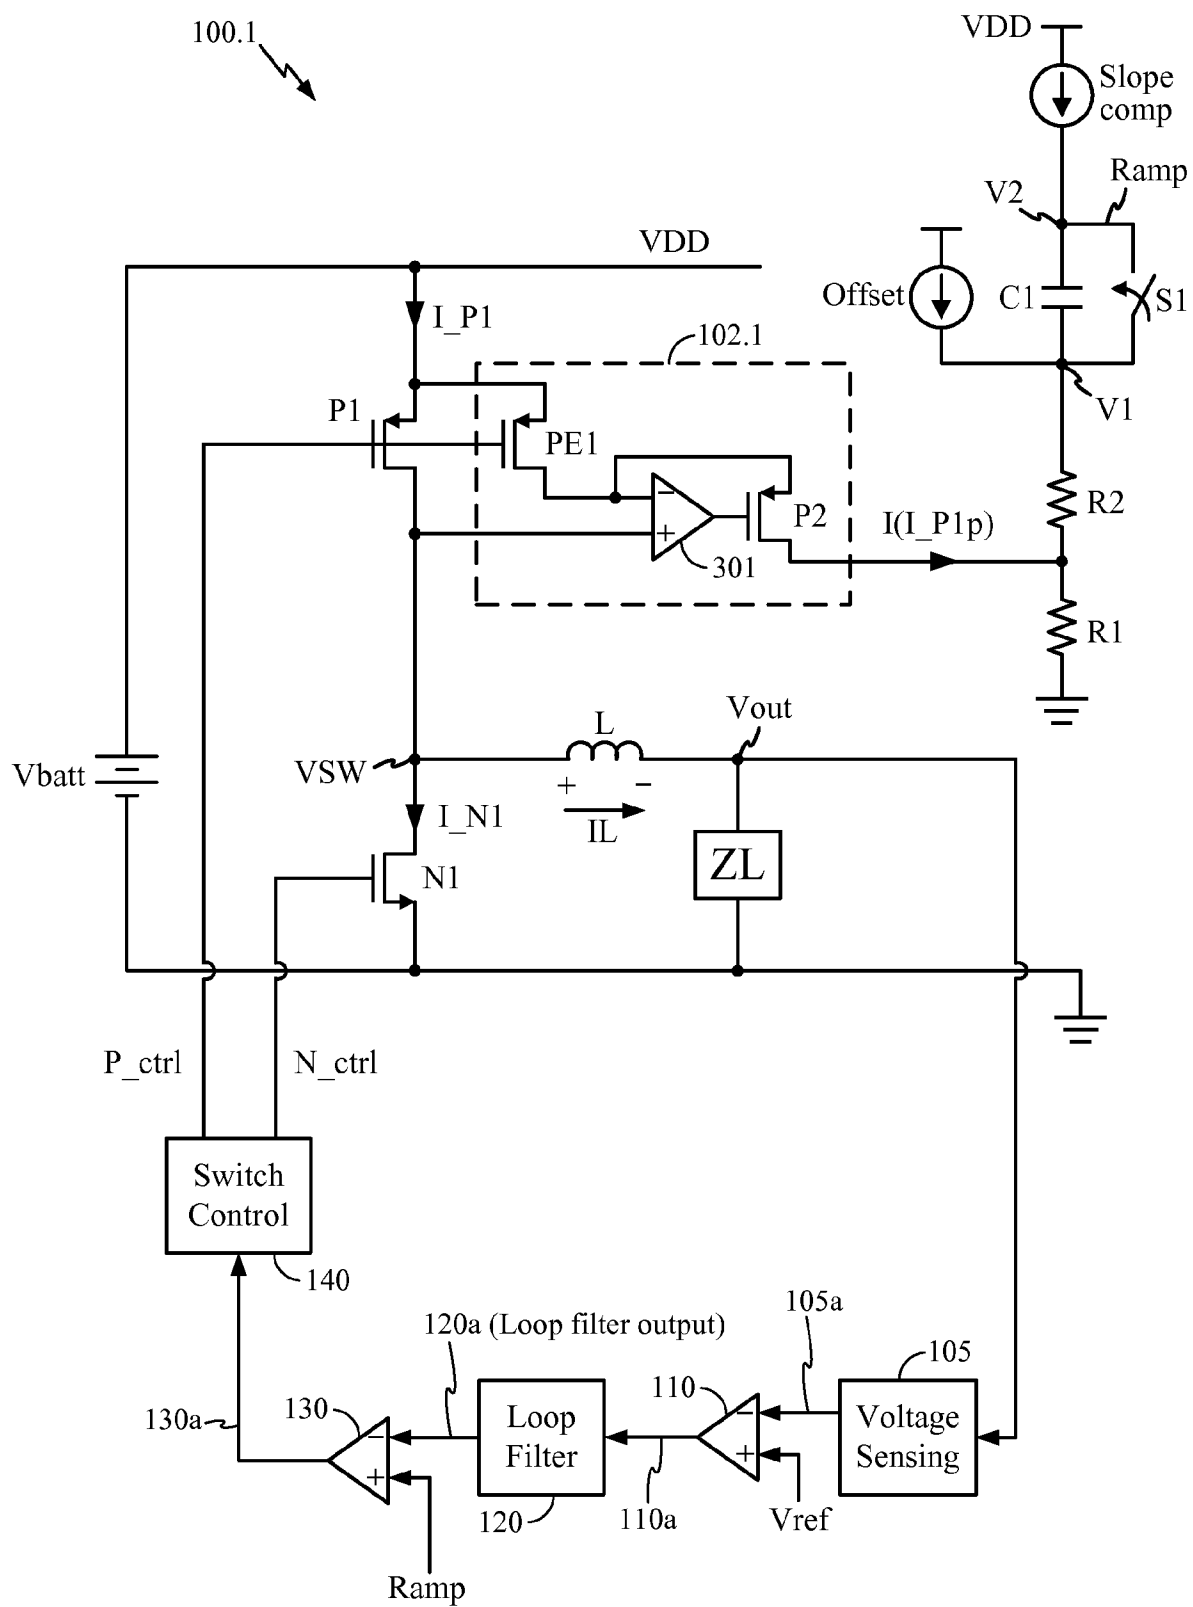 100.1
VDD
Slope
comp
Ramp
V2
VDD
Offset
C1
S1
I_P1
102.1
V1
P1
PE1
−
P2
R2
I(I_P1p)
+
301
R1
Vout
L
VSW
Vbatt
+ −
I_N1
IL
ZL
N1
P_ctrl
N_ctrl
Switch
Control
140
105a
120a (Loop filter output)
105
110
130
130a
Loop
Filter
Voltage
Sensing
−
+
−
+
120
110a
Vref
Ramp